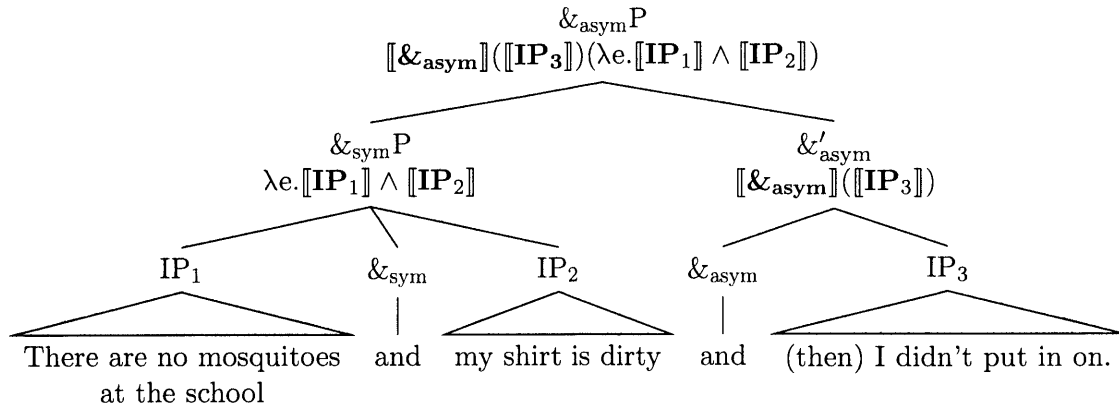 &asymP
⟦&asym⟧(⟦IP3⟧)(λe.⟦IP1⟧ ∧ ⟦IP2⟧)
&symP &′asym
λe.⟦IP1⟧ ∧ ⟦IP2⟧ ⟦&asym⟧(⟦IP3⟧)
IP1 &sym IP2 &asym IP3
There are no mosquitoes and my shirt is dirty and (then) I didn't put in on.
at the school